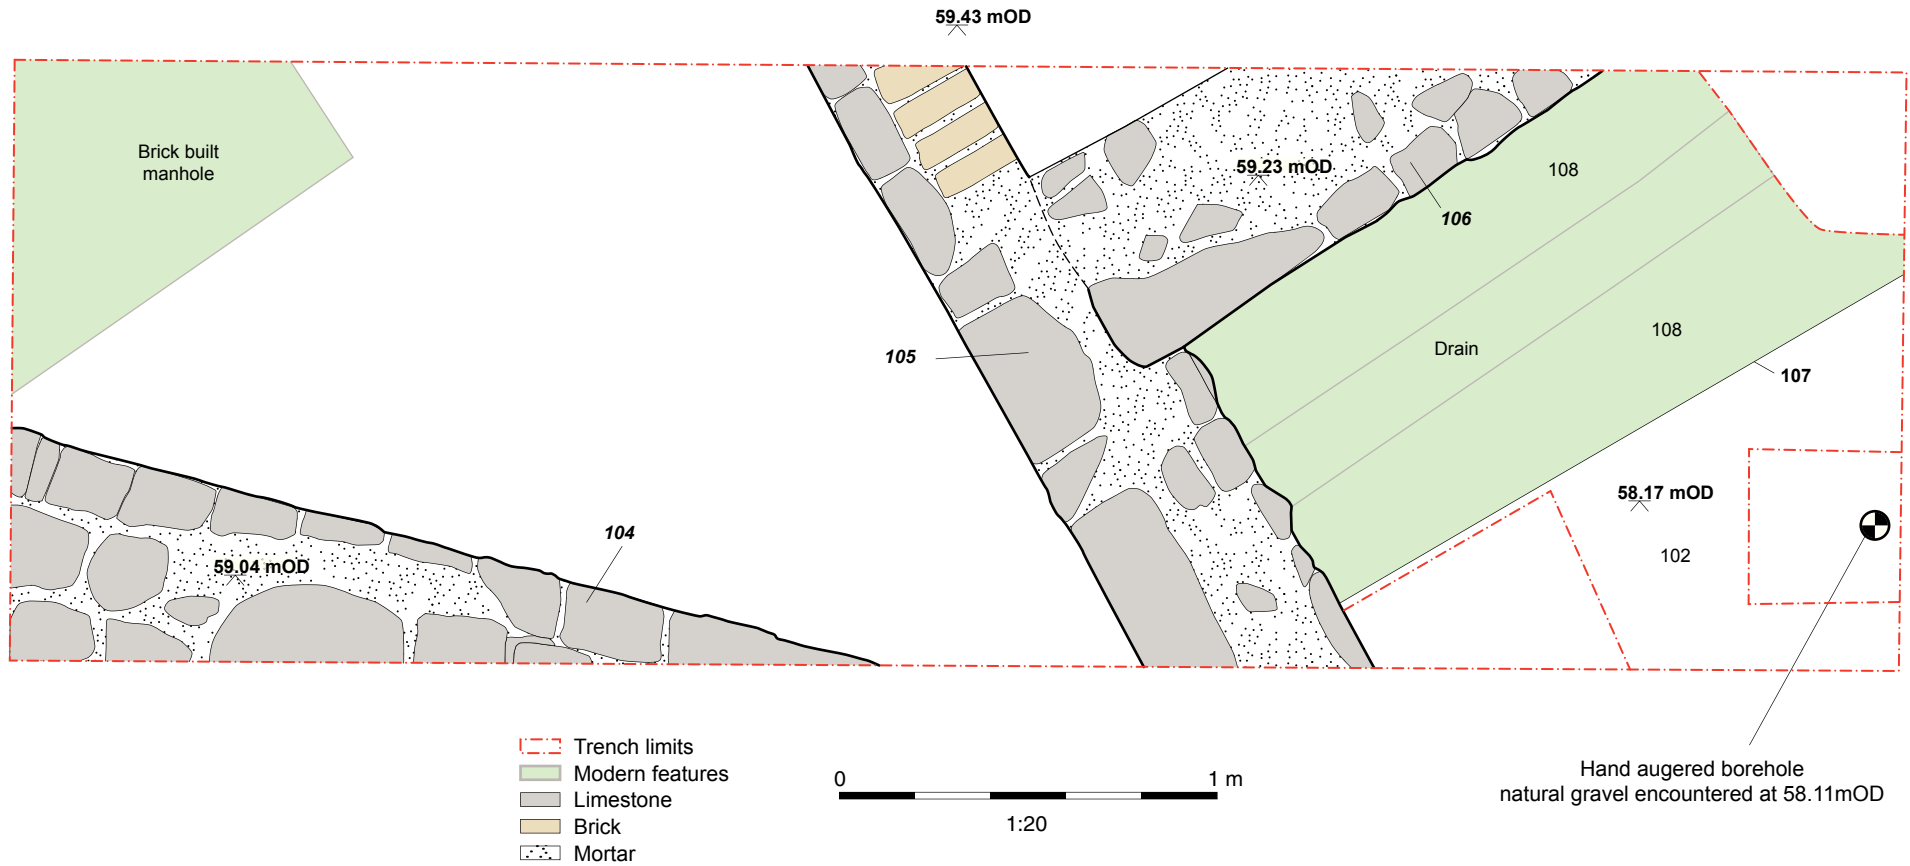 59.43 mOD
Brick built
manhole
59.23 mOD
108
106
105
Drain
108
107
58.17 mOD
104
102
59.04 mOD
Trench limits
Modern features
Limestone
Brick
Mortar
0 1 m
1:20
Hand augered borehole
natural gravel encountered at 58.11mOD